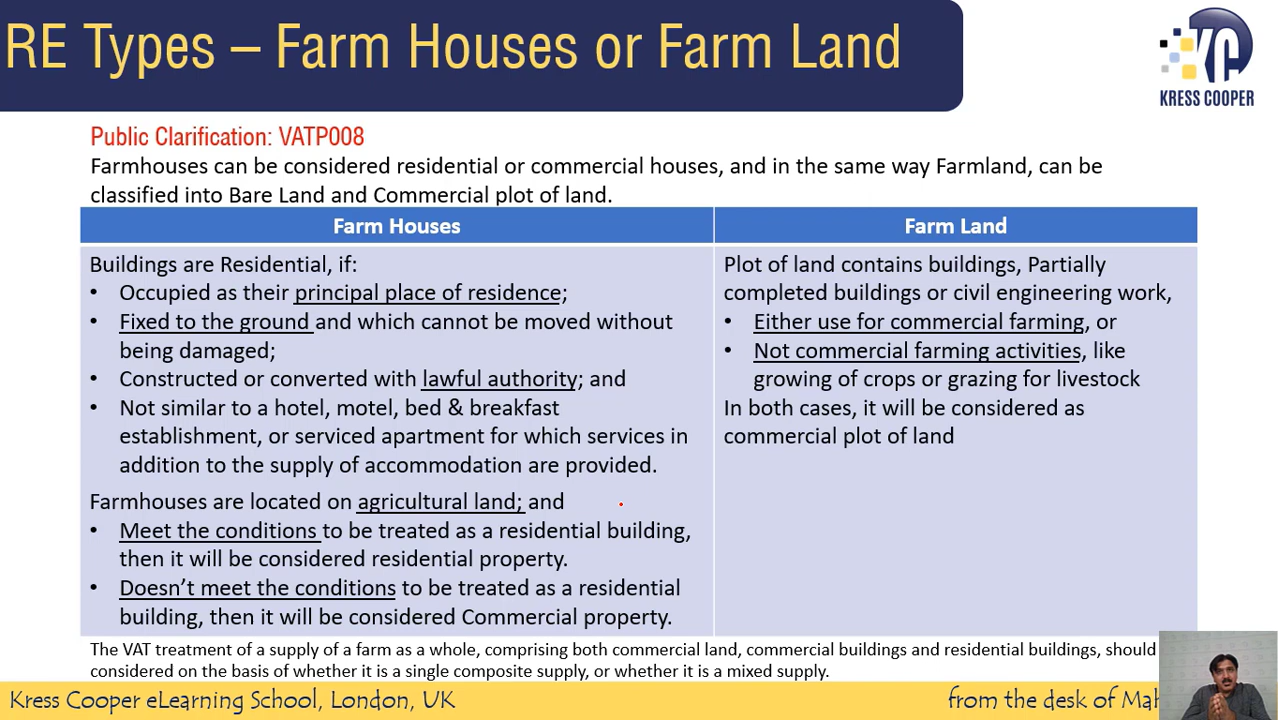 RE Types – Farm Houses or Farm Land
KC
KRESS COOPER
Public Clarification: VATP008
Farmhouses can be considered residential or commercial houses, and in the same way Farmland, can be
classified into Bare Land and Commercial plot of land.
Farm Houses
Buildings are Residential, if:
• Occupied as their principal place of residence;
• Fixed to the ground and which cannot be moved without
being damaged;
• Constructed or converted with lawful authority; and
• Not similar to a hotel, motel, bed & breakfast
establishment, or serviced apartment for which services in
addition to the supply of accommodation are provided.
Farmhouses are located on agricultural land; and
• Meet the conditions to be treated as a residential building,
then it will be considered residential property.
• Doesn't meet the conditions to be treated as a residential
building, then it will be considered Commercial property.
Farm Land
Plot of land contains buildings, Partially
completed buildings or civil engineering work,
• Either use for commercial farming, or
• Not commercial farming activities, like
growing of crops or grazing for livestock
In both cases, it will be considered as
commercial plot of land
The VAT treatment of a supply of a farm as a whole, comprising both commercial land, commercial buildings and residential buildings, should
considered on the basis of whether it is a single composite supply, or whether it is a mixed supply.
Kress Cooper eLearning School, London, UK
from the desk of